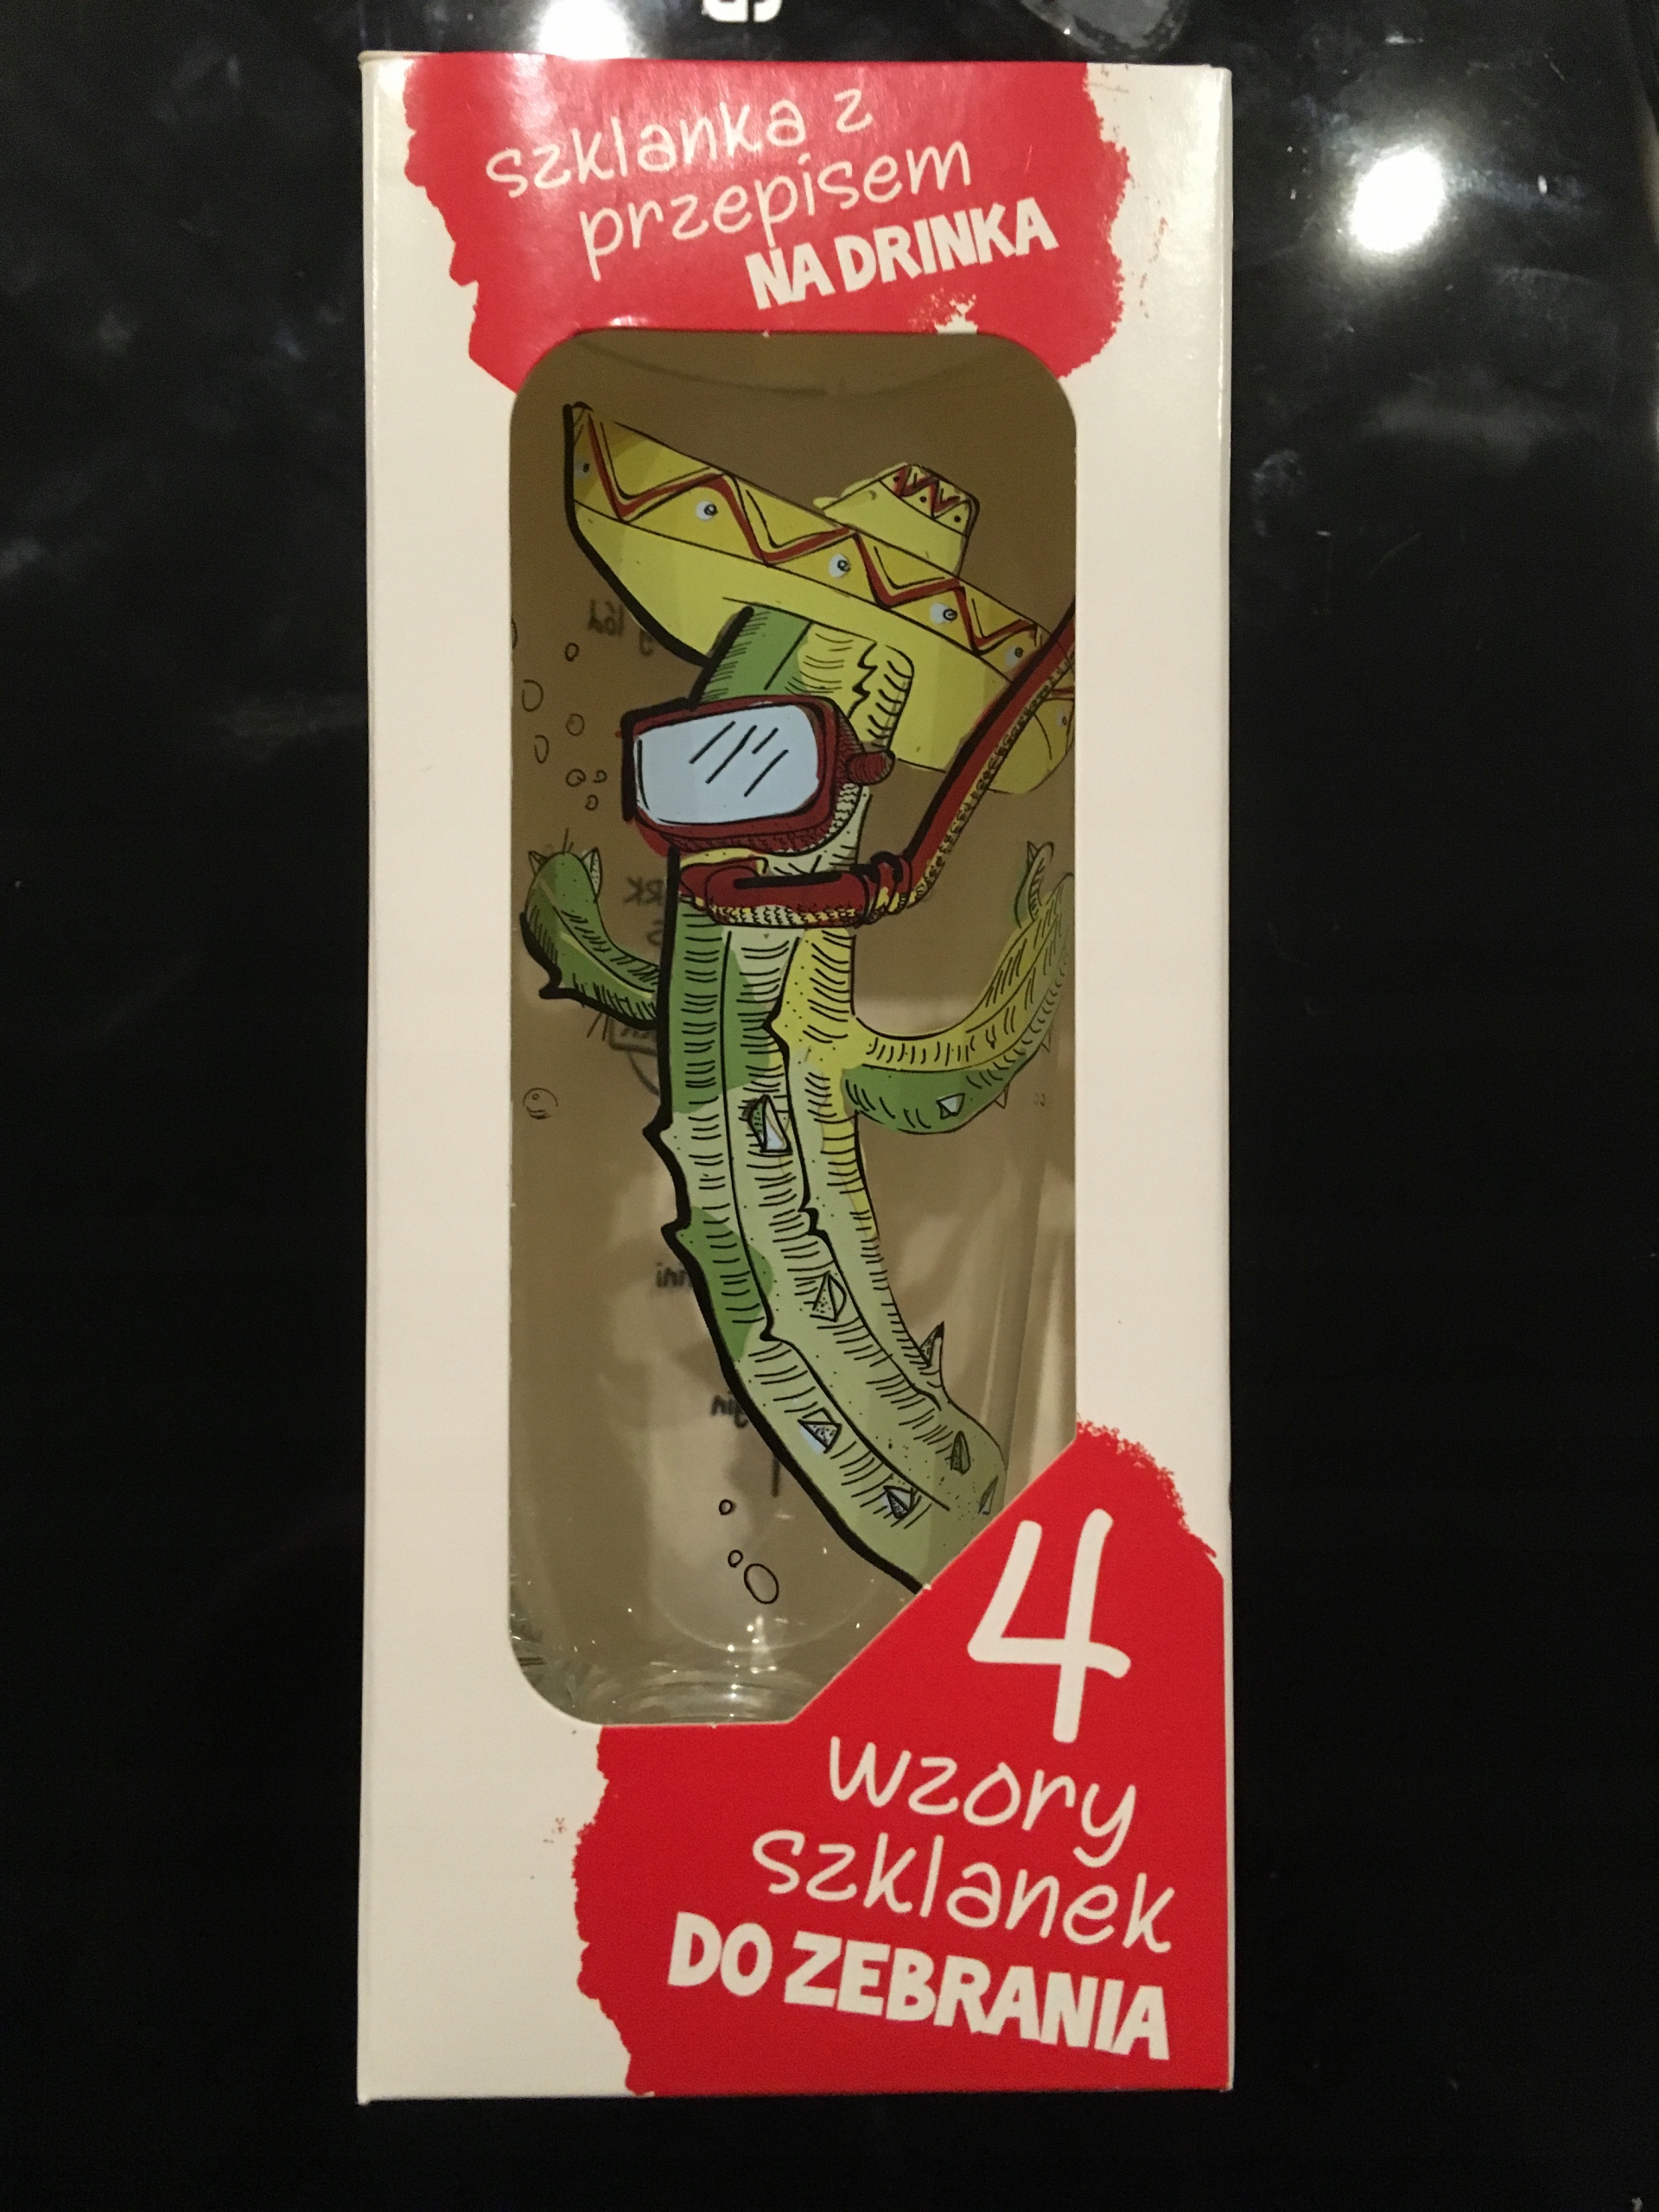 szklanka z
przepisem
NA DRINKA
4
wzory
szklanek
DO ZEBRANIA